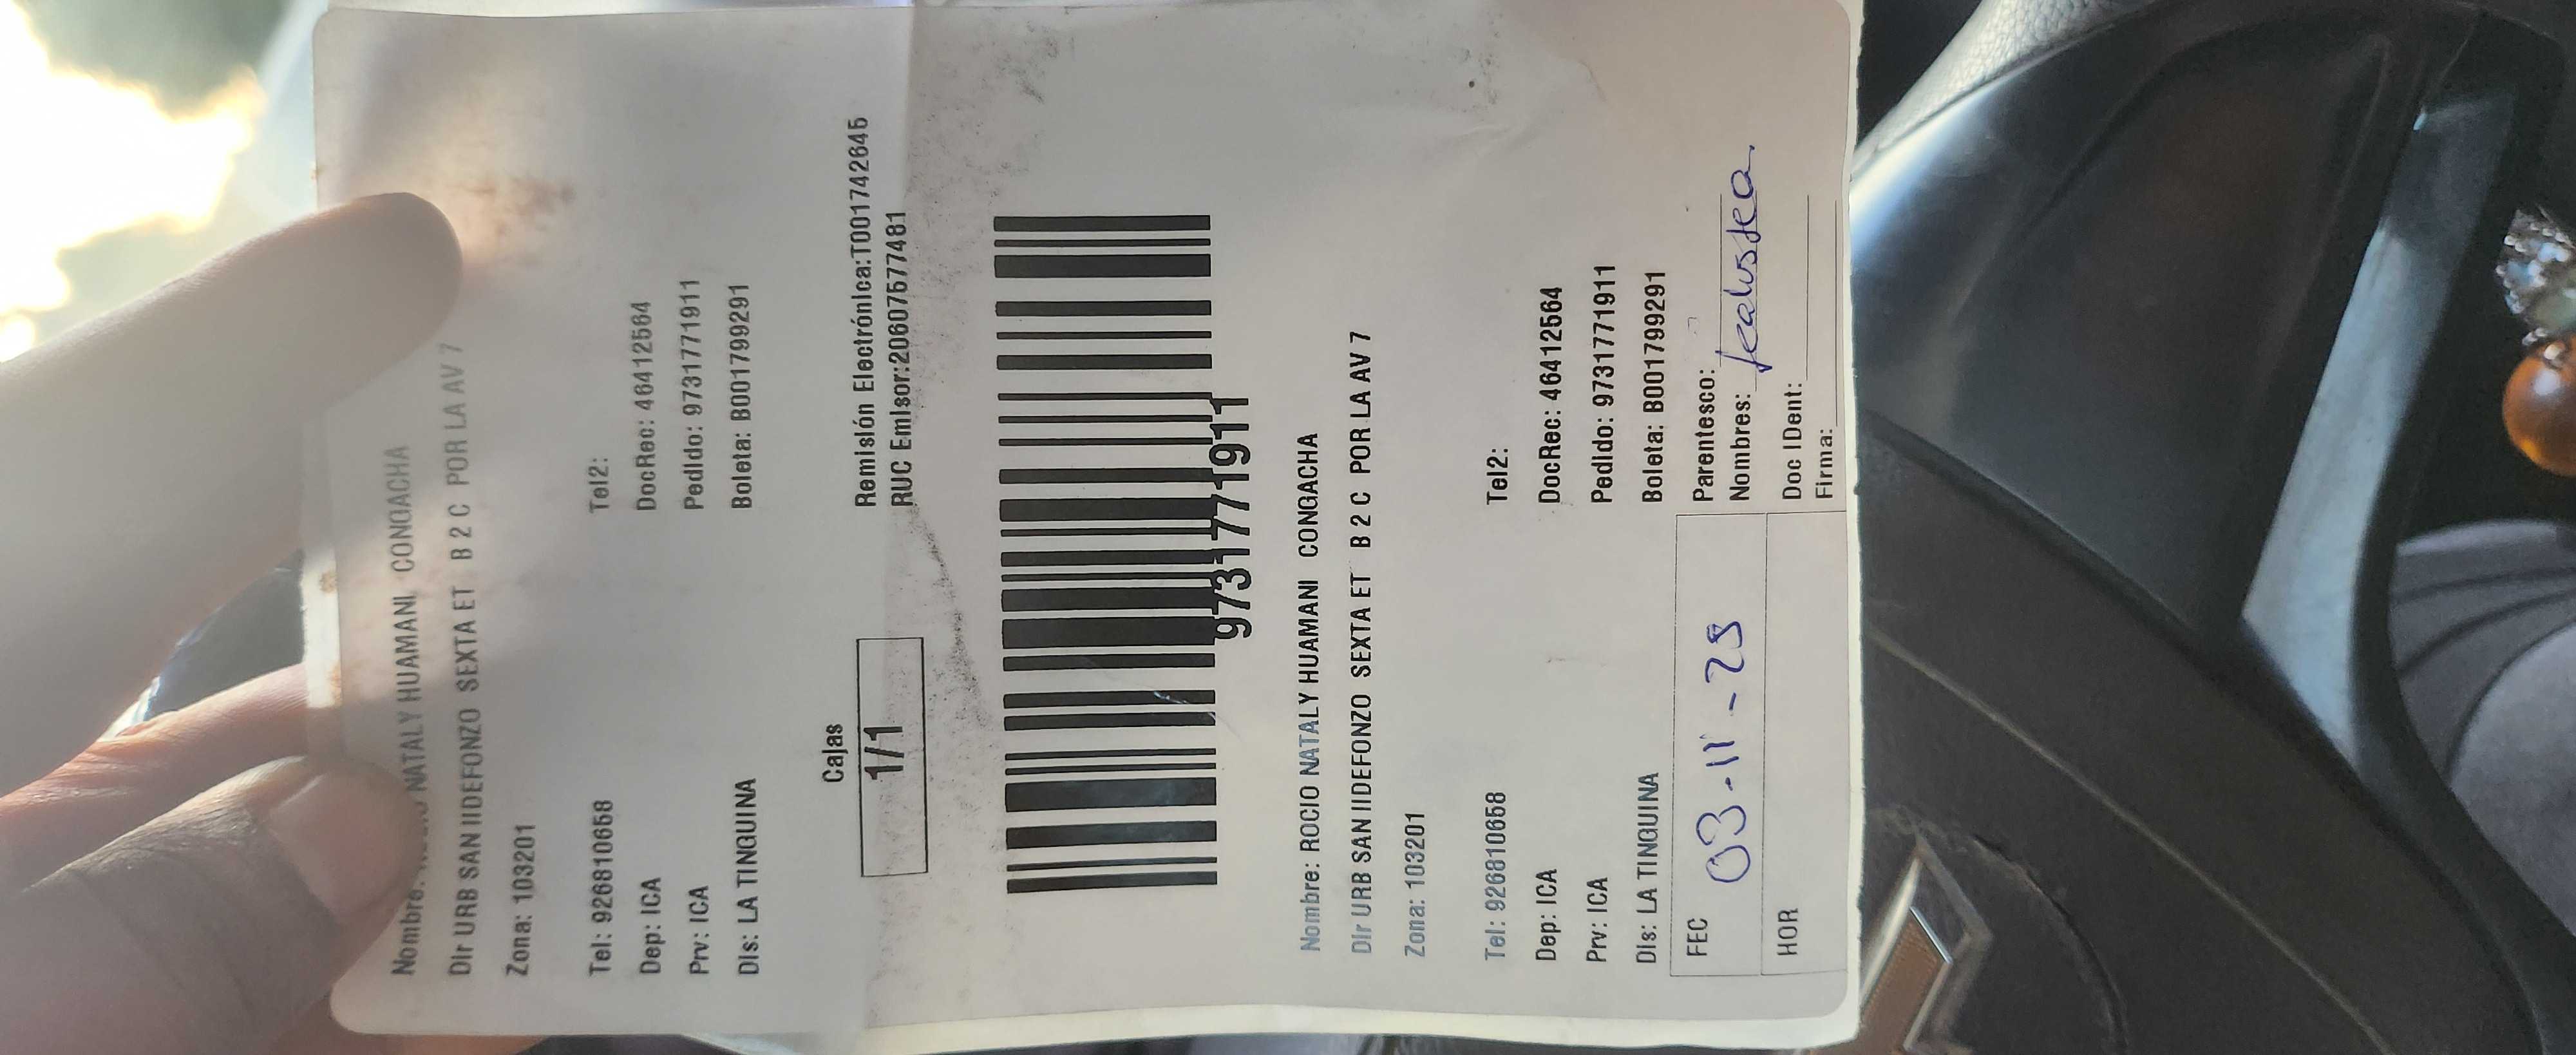 Nombre: NATALY HUAMANI CONGACHA
Dir URB SAN IIDEFONZO SEXTA ET B 2 C POR LA AV 7
Zona: 103201
Tel: 926810658 Tel2:
Dep: ICA DocRec: 46412564
Prv: ICA Pedido: 97317771911
Dis: LA TINGUINA Boleta: B001799291
Cajas
1/1
Remisión Electrónica:T001742645
RUC Emisor:20607577481
97317771911
Nombre: ROCIO NATALY HUAMANI CONGACHA
Dir URB SAN IIDEFONZO SEXTA ET B 2 C POR LA AV 7
Zona: 103201
Tel: 926810658 Tel2:
Dep: ICA DocRec: 46412564
Prv: ICA Pedido: 97317771911
Dis: LA TINGUINA Boleta: B001799291
FEC 03-11-25 Parentesco:
Nombres:
HOR Doc IDent:
Firma: